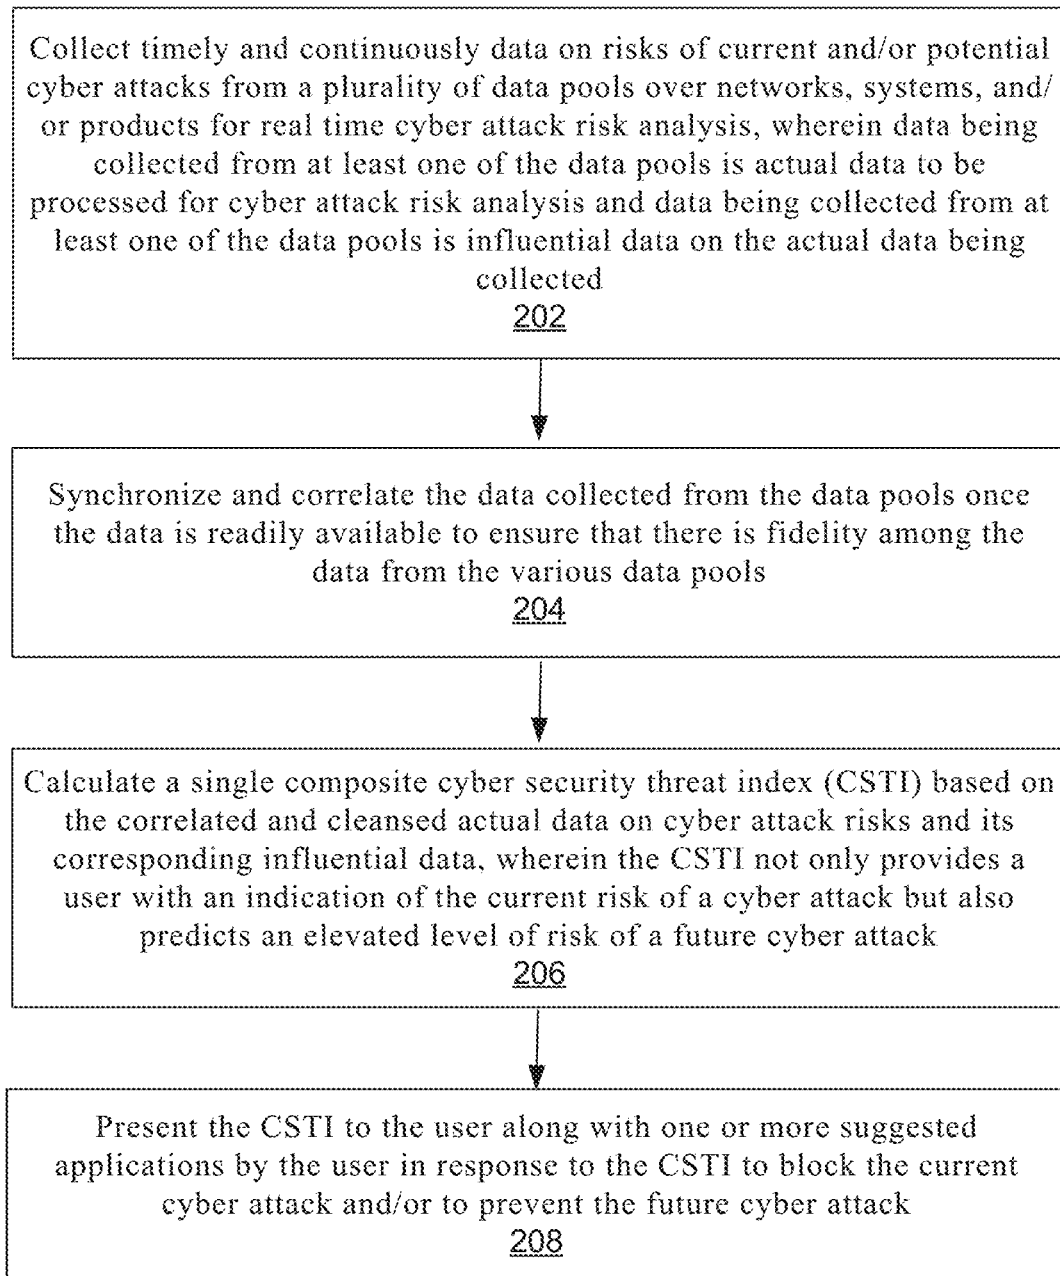 Collect timely and continuously data on risks of current and/or potential
cyber attacks from a plurality of data pools over networks, systems, and/
or products for real time cyber attack risk analysis, wherein data being
collected from at least one of the data pools is actual data to be
processed for cyber attack risk analysis and data being collected from at
least one of the data pools is influential data on the actual data being
collected
202
Synchronize and correlate the data collected from the data pools once
the data is readily available to ensure that there is fidelity among the
data from the various data pools
204
Calculate a single composite cyber security threat index (CSTI) based on
the correlated and cleansed actual data on cyber attack risks and its
corresponding influential data, wherein the CSTI not only provides a
user with an indication of the current risk of a cyber attack but also
predicts an elevated level of risk of a future cyber attack
206
Present the CSTI to the user along with one or more suggested
applications by the user in response to the CSTI to block the current
cyber attack and/or to prevent the future cyber attack
208